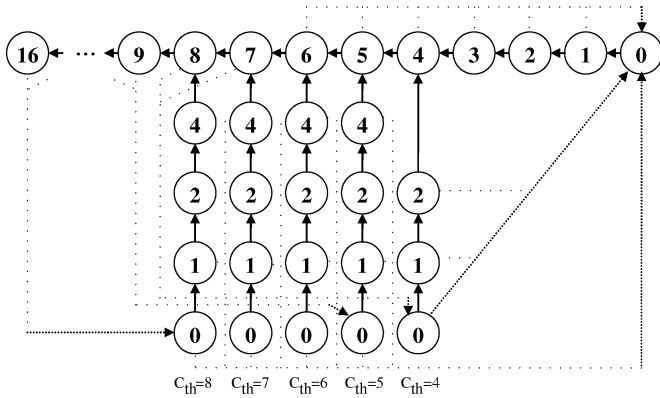 16 ... 9 8 7 6 5 4 3 2 1 0
4 4 4 4
2 2 2 2 2
1 1 1 1 1
0 0 0 0 0
Cth=8 Cth=7 Cth=6 Cth=5 Cth=4